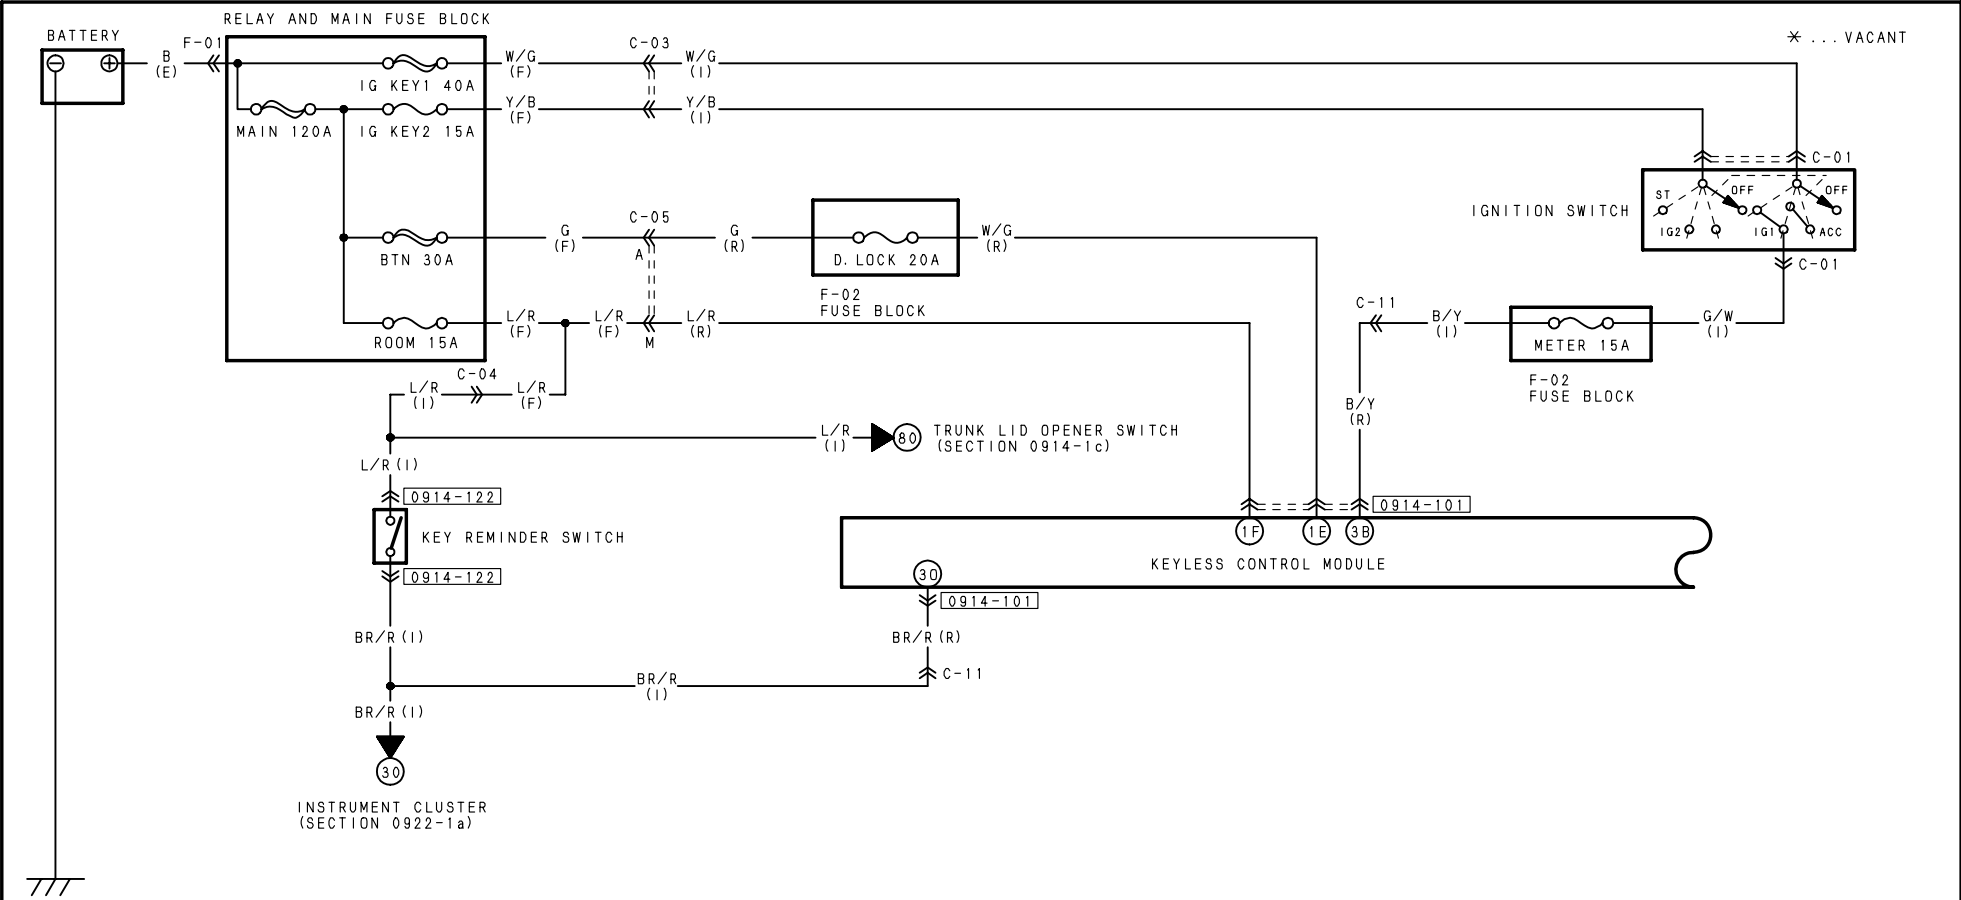 RELAY AND MAIN FUSE BLOCK
BATTERY
F-01
B
(E)
IG KEY1 40A
MAIN 120A
IG KEY2 15A
BTN 30A
ROOM 15A
W/G
(F)
C-03
W/G
(I)
Y/B
(F)
Y/B
(I)
* ... VACANT
C-01
IGNITION SWITCH
ST
OFF
IG2
OFF
IG1
ACC
C-01
G
(F)
C-05
A
G
(R)
D. LOCK 20A
F-02
FUSE BLOCK
W/G
(R)
L/R
(F)
L/R
(F)
M
L/R
(R)
C-11
B/Y
(I)
METER 15A
F-02
FUSE BLOCK
G/W
(I)
B/Y
(R)
L/R
(I)
C-04
L/R
(F)
L/R
(I)
80
TRUNK LID OPENER SWITCH
(SECTION 0914-1c)
L/R (I)
0914-122
KEY REMINDER SWITCH
0914-122
0914-101
1F
1E
3B
KEYLESS CONTROL MODULE
30
0914-101
BR/R (I)
BR/R (R)
C-11
BR/R
(I)
BR/R (I)
30
INSTRUMENT CLUSTER
(SECTION 0922-1a)